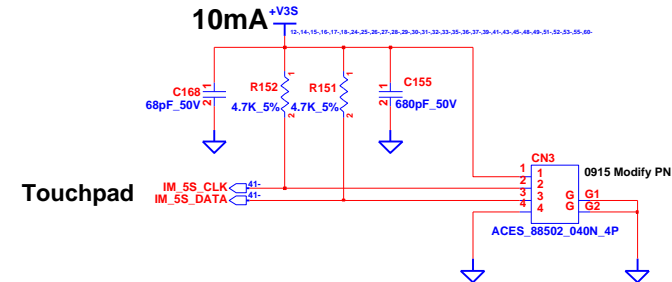 10mA
+V3S
12-,14-,15-,16-,17-,18-,24-,25-,26-,27-,28-,29-,30-,31-,32-,33-,35-,36-,37-,39-,41-,43-,45-,48-,49-,51-,52-,53-,55-,60-
C168
68pF_50V
1
2
R152
4.7K_5%
1
2
R151
4.7K_5%
1
2
C155
680pF_50V
1
2
CN3
0915 Modify PN
1 1
2 2
3 3 G G1
4 4 G G2
ACES_88502_040N_4P
Touchpad
IM_5S_CLK 41-
IM_5S_DATA 41-